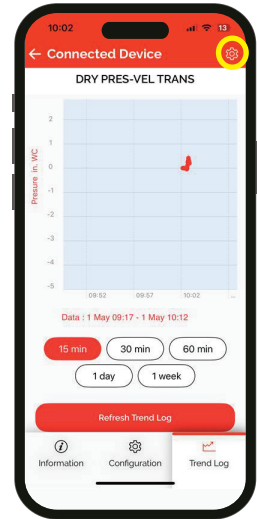 10:02 13
Connected Device
DRY PRES-VEL TRANS
Presure in. WC
2
1
0
-1
-2
-3
-4
-5
09:52 09:57 10:02 ...
Data : 1 May 09:17 - 1 May 10:12
15 min 30 min 60 min
1 day 1 week
Refresh Trend Log
Information Configuration Trend Log